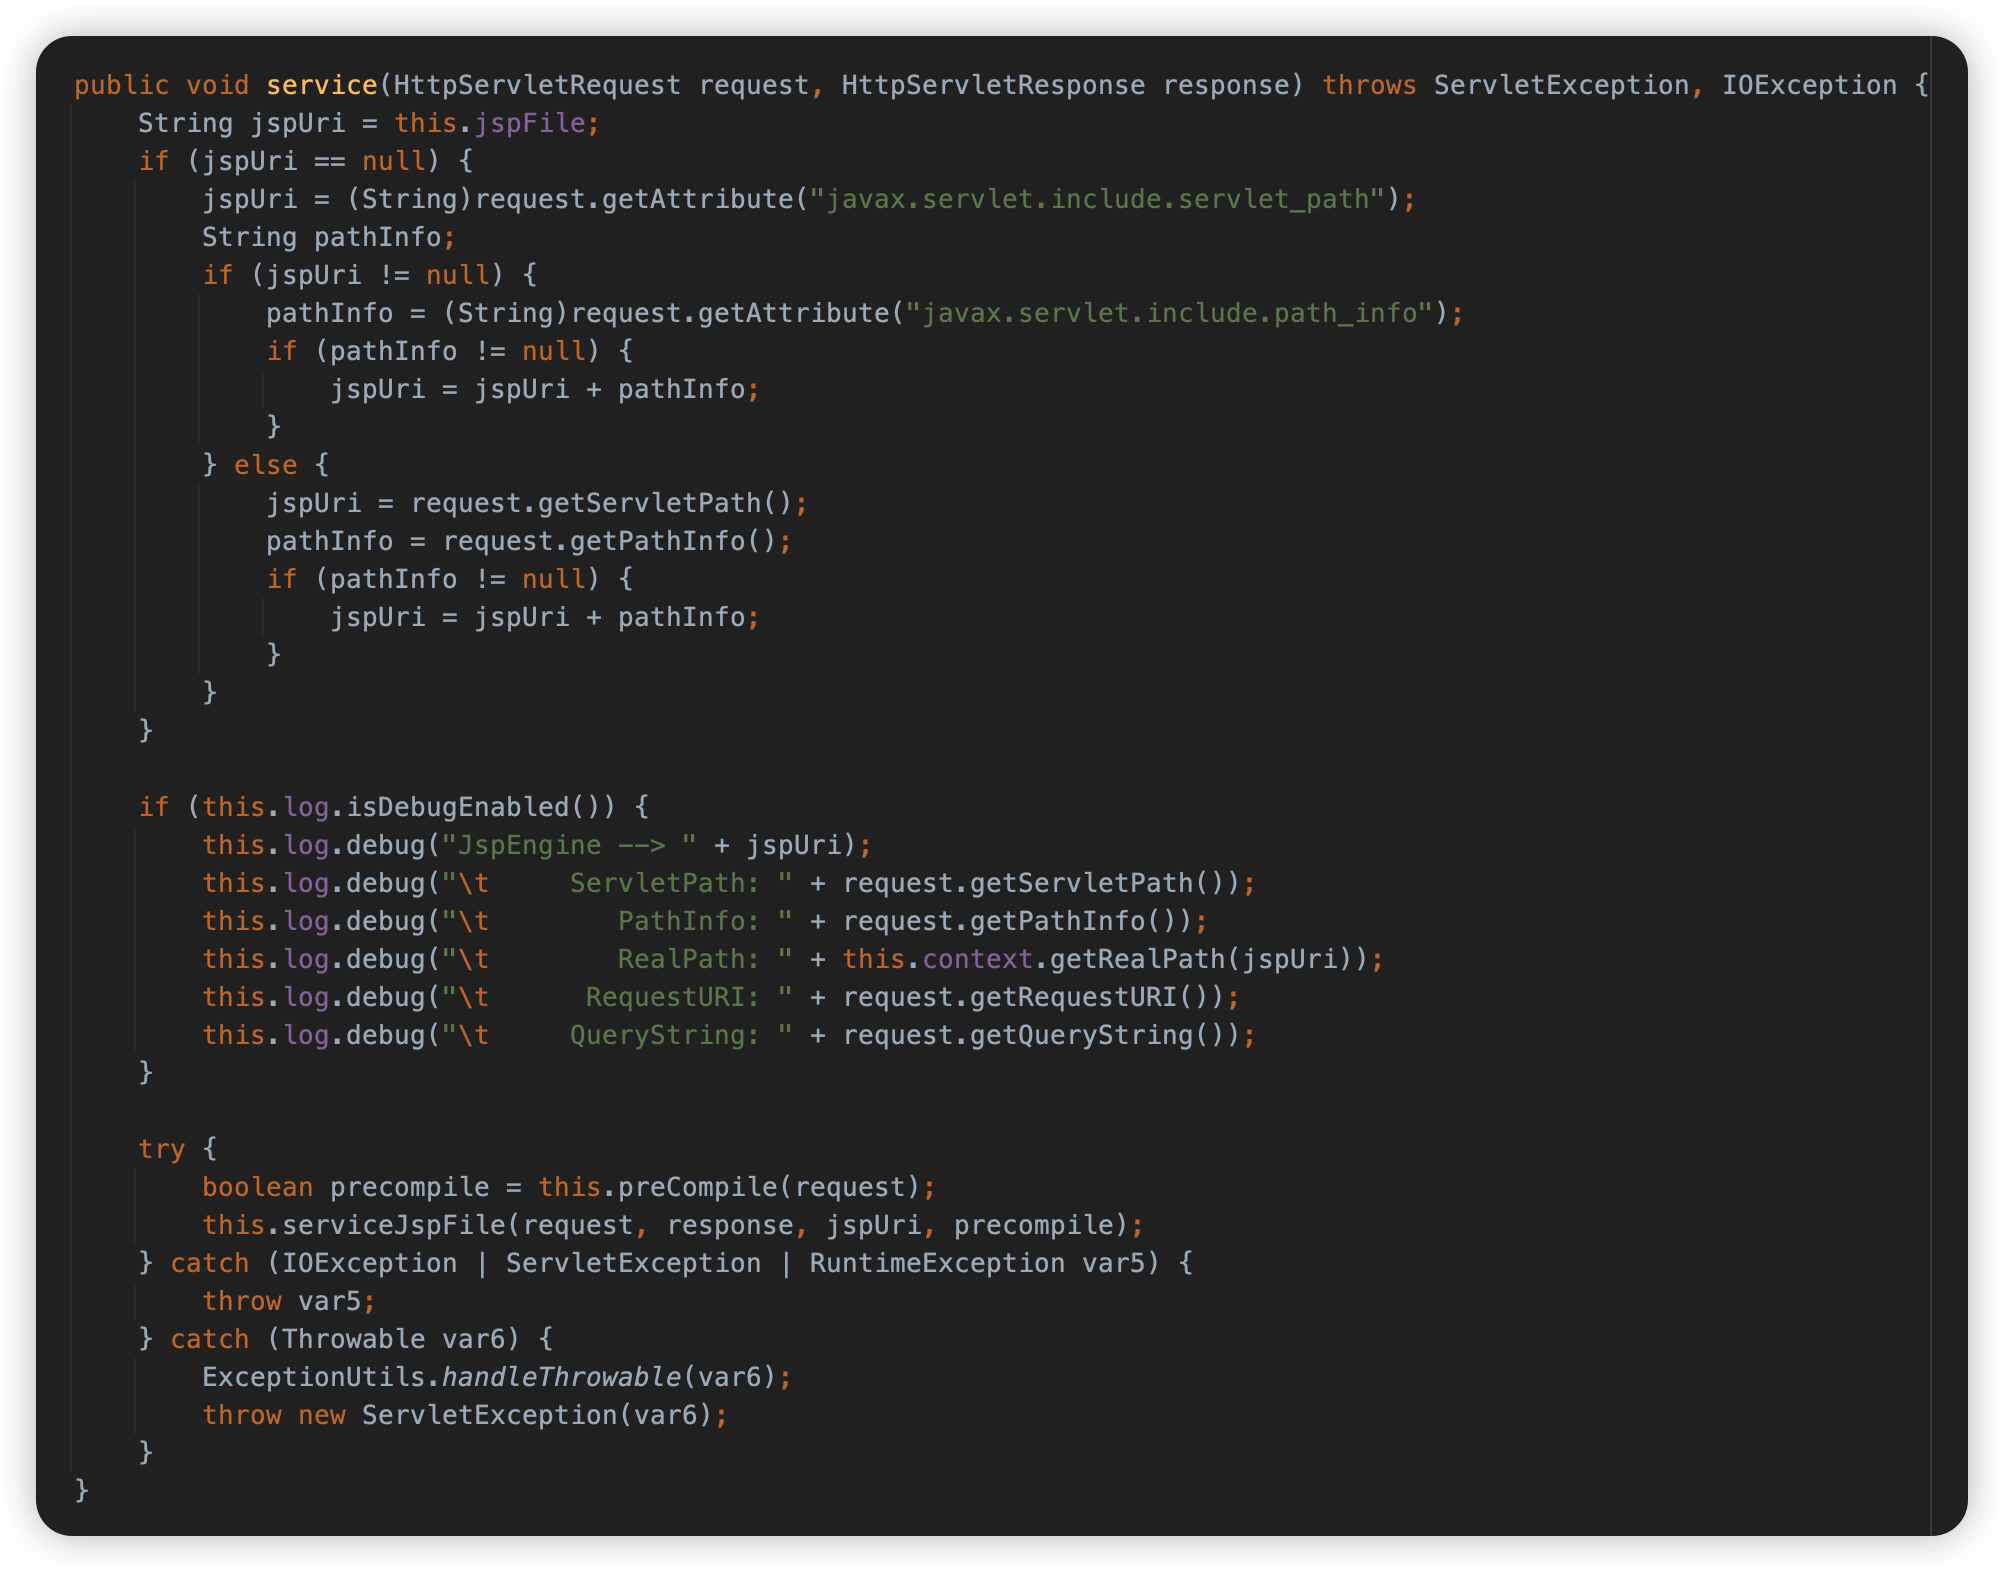 public void service(HttpServletRequest request, HttpServletResponse response) throws ServletException, IOException {
    String jspUri = this.jspFile;
    if (jspUri == null) {
        jspUri = (String)request.getAttribute("javax.servlet.include.servlet_path");
        String pathInfo;
        if (jspUri != null) {
            pathInfo = (String)request.getAttribute("javax.servlet.include.path_info");
            if (pathInfo != null) {
                jspUri = jspUri + pathInfo;
            }
        } else {
            jspUri = request.getServletPath();
            pathInfo = request.getPathInfo();
            if (pathInfo != null) {
                jspUri = jspUri + pathInfo;
            }
        }
    }

    if (this.log.isDebugEnabled()) {
        this.log.debug("JspEngine --> " + jspUri);
        this.log.debug("\t     ServletPath: " + request.getServletPath());
        this.log.debug("\t        PathInfo: " + request.getPathInfo());
        this.log.debug("\t        RealPath: " + this.context.getRealPath(jspUri));
        this.log.debug("\t      RequestURI: " + request.getRequestURI());
        this.log.debug("\t     QueryString: " + request.getQueryString());
    }

    try {
        boolean precompile = this.preCompile(request);
        this.serviceJspFile(request, response, jspUri, precompile);
    } catch (IOException | ServletException | RuntimeException var5) {
        throw var5;
    } catch (Throwable var6) {
        ExceptionUtils.handleThrowable(var6);
        throw new ServletException(var6);
    }
}